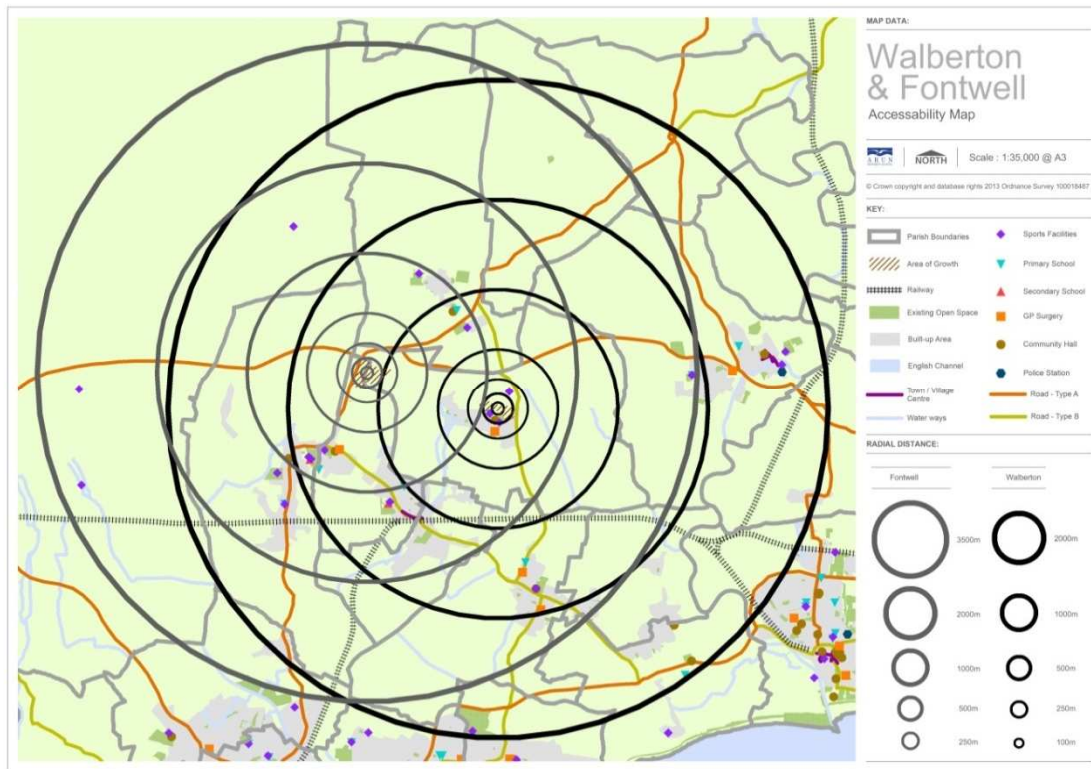 MAP DATA:
Walberton
& Fontwell
Accessability Map
ARUN
NORTH
Scale : 1:35,000 @ A3
© Crown copyright and database rights 2013 Ordnance Survey 100018487
KEY:
Parish Boundaries
Sports Facilities
Area of Growth
Primary School
Railway
Secondary School
Existing Open Space
GP Surgery
Built-up Area
Community Hall
English Channel
Police Station
Town / Village
Centre
Road - Type A
Water ways
Road - Type B
RADIAL DISTANCE:
Fontwell
Walberton
3500m
2000m
2000m
1000m
1000m
500m
500m
250m
250m
100m